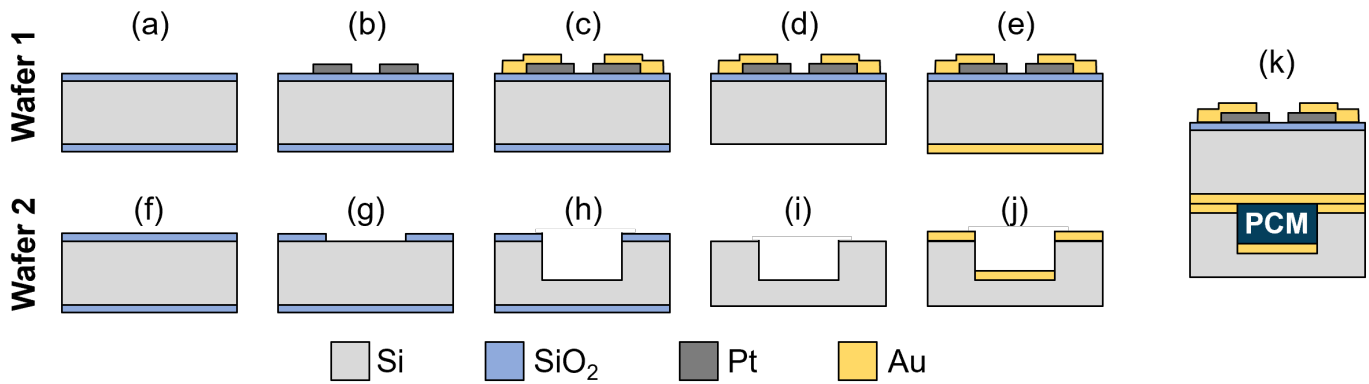 (a) (b) (c) (d) (e)
Wafer 1
(k)
(f) (g) (h) (i) (j)
Wafer 2
PCM
Si SiO₂ Pt Au